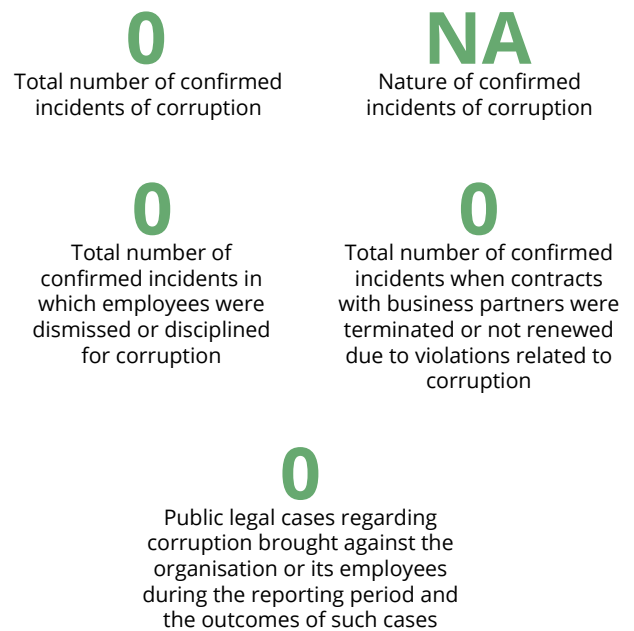 0
Total number of confirmed
incidents of corruption
NA
Nature of confirmed
incidents of corruption
0
Total number of
confirmed incidents in
which employees were
dismissed or disciplined
for corruption
0
Total number of confirmed
incidents when contracts
with business partners were
terminated or not renewed
due to violations related to
corruption
0
Public legal cases regarding
corruption brought against the
organisation or its employees
during the reporting period and
the outcomes of such cases